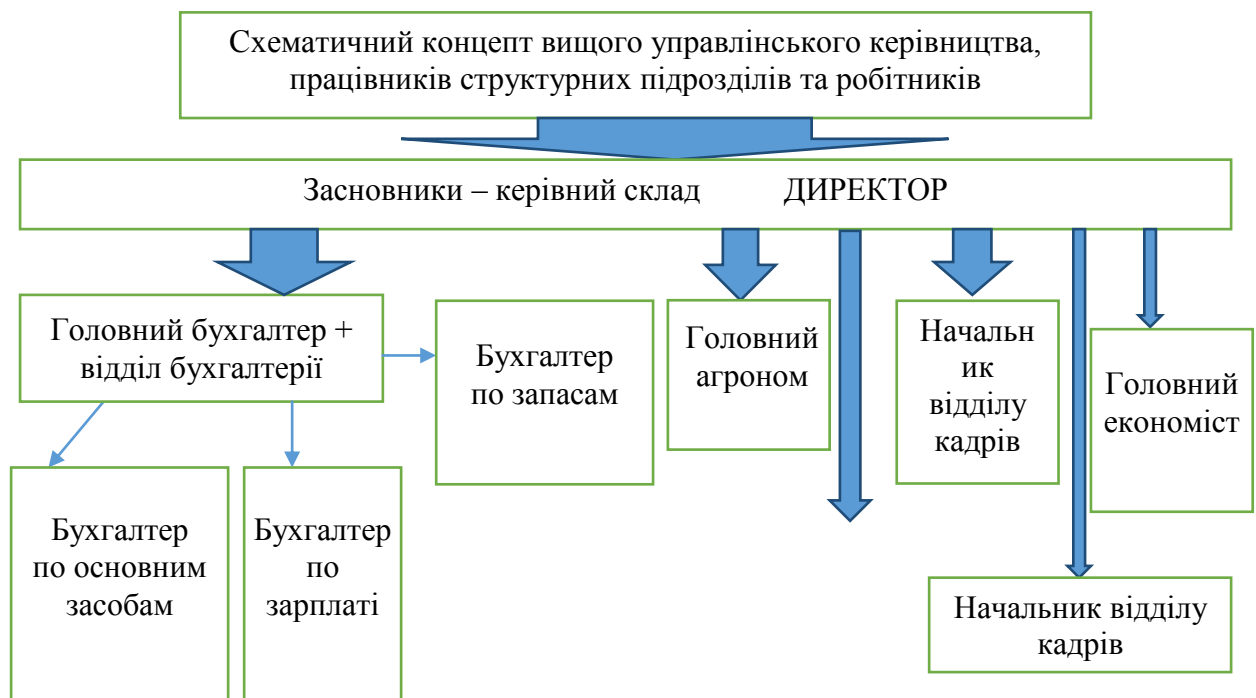 Схематичний концепт вищого управлінського керівництва,
працівників структурних підрозділів та робітників
Засновники – керівний склад ДИРЕКТОР
Головний бухгалтер +
відділ бухгалтерії
Бухгалтер
по запасам
Головний
агроном
Начальн
ик
відділу
кадрів
Головний
економіст
Бухгалтер
по основним
засобам
Бухгалтер
по
зарплаті
Начальник відділу
кадрів